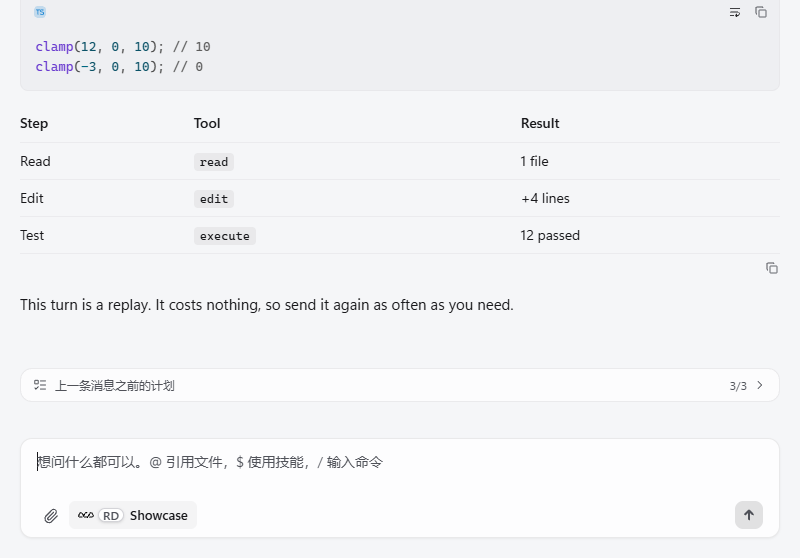 TS
clamp(12, 0, 10); // 10
clamp(-3, 0, 10); // 0
Step Tool Result
Read read 1 file
Edit edit +4 lines
Test execute 12 passed
This turn is a replay. It costs nothing, so send it again as often as you need.
上一条消息之前的计划 3/3
想问什么都可以。@ 引用文件，$ 使用技能，/ 输入命令
RD Showcase